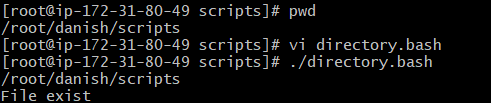 [root@ip-172-31-80-49 scripts]# pwd
/root/danish/scripts
[root@ip-172-31-80-49 scripts]# vi directory.bash
[root@ip-172-31-80-49 scripts]# ./directory.bash
/root/danish/scripts
File exist